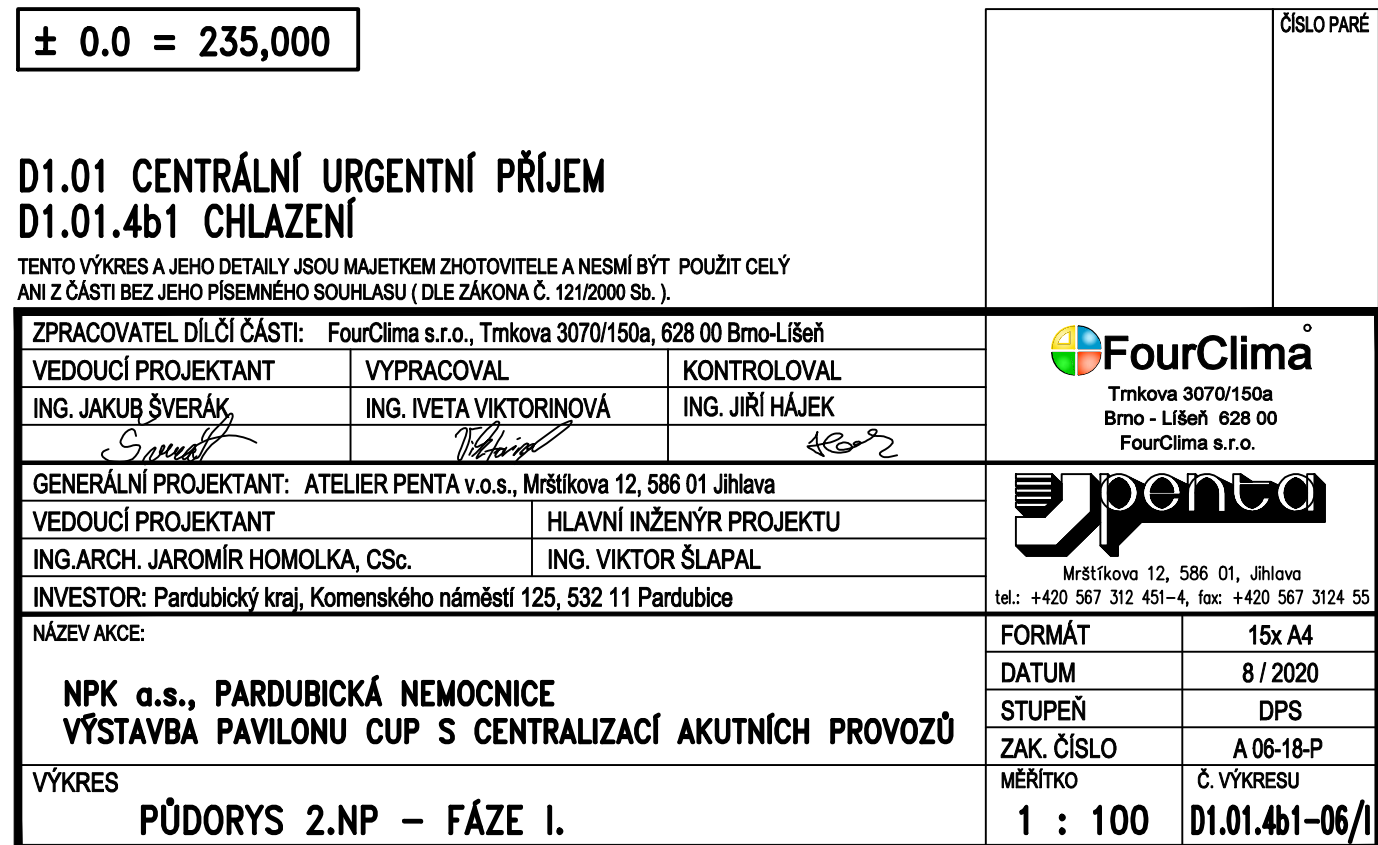 ± 0.0 = 235,000
ČÍSLO PARÉ
D1.01 CENTRÁLNÍ URGENTNÍ PŘÍJEM
D1.01.4b1 CHLAZENÍ
TENTO VÝKRES A JEHO DETAILY JSOU MAJETKEM ZHOTOVITELE A NESMÍ BÝT POUŽIT CELÝ
ANI Z ČÁSTI BEZ JEHO PÍSEMNÉHO SOUHLASU ( DLE ZÁKONA Č. 121/2000 Sb. ).
ZPRACOVATEL DÍLČÍ ČÁSTI: FourClima s.r.o., Trnkova 3070/150a, 628 00 Brno-Líšeň
VEDOUCÍ PROJEKTANT VYPRACOVAL KONTROLOVAL
ING. JAKUB ŠVERÁK ING. IVETA VIKTORINOVÁ ING. JIŘÍ HÁJEK
FourClima
Trnkova 3070/150a
Brno - Líšeň 628 00
FourClima s.r.o.
GENERÁLNÍ PROJEKTANT: ATELIER PENTA v.o.s., Mrštíkova 12, 586 01 Jihlava
VEDOUCÍ PROJEKTANT HLAVNÍ INŽENÝR PROJEKTU
ING.ARCH. JAROMÍR HOMOLKA, CSc. ING. VIKTOR ŠLAPAL
INVESTOR: Pardubický kraj, Komenského náměstí 125, 532 11 Pardubice
penta
Mrštíkova 12, 586 01, Jihlava
tel.: +420 567 312 451-4, fax: +420 567 3124 55
NÁZEV AKCE:
NPK a.s., PARDUBICKÁ NEMOCNICE
VÝSTAVBA PAVILONU CUP S CENTRALIZACÍ AKUTNÍCH PROVOZŮ
FORMÁT 15x A4
DATUM 8 / 2020
STUPEŇ DPS
ZAK. ČÍSLO A 06-18-P
VÝKRES
PŮDORYS 2.NP – FÁZE I.
MĚŘÍTKO Č. VÝKRESU
1 : 100 D1.01.4b1-06/I